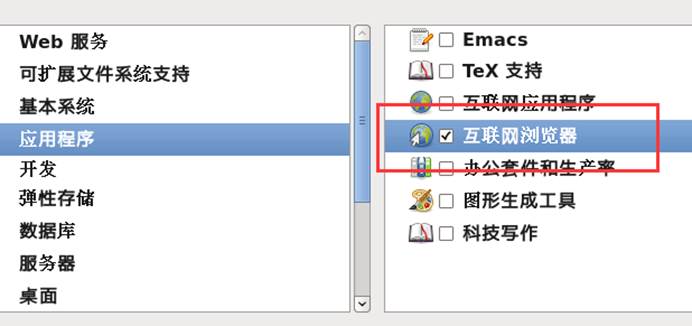 Web 服务
可扩展文件系统支持
基本系统
应用程序
开发
弹性存储
数据库
服务器
桌面
Emacs
TeX 支持
互联网应用程序
互联网浏览器
办公套件和生产率
图形生成工具
科技写作